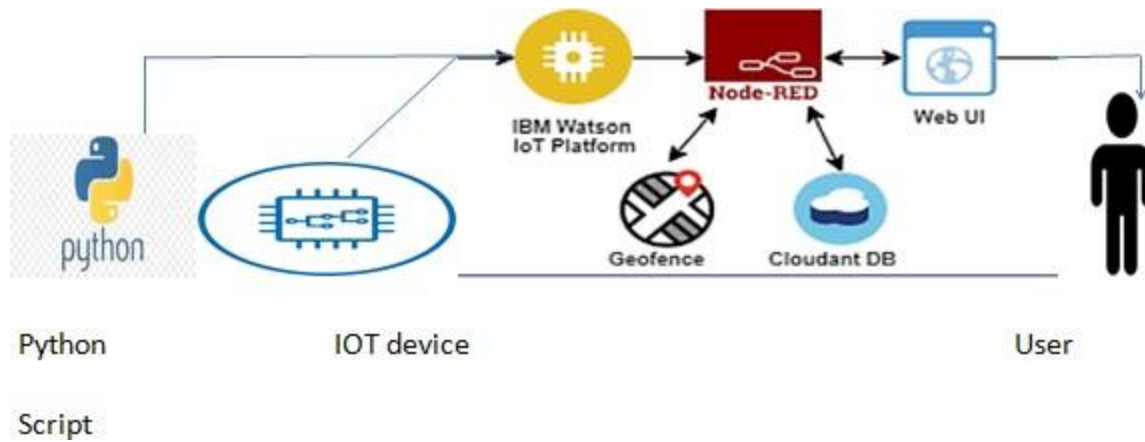 Node-RED
Web UI
IBM Watson
IoT Platform
python
Geofence
Cloudant DB
Python
IOT device
User
Script